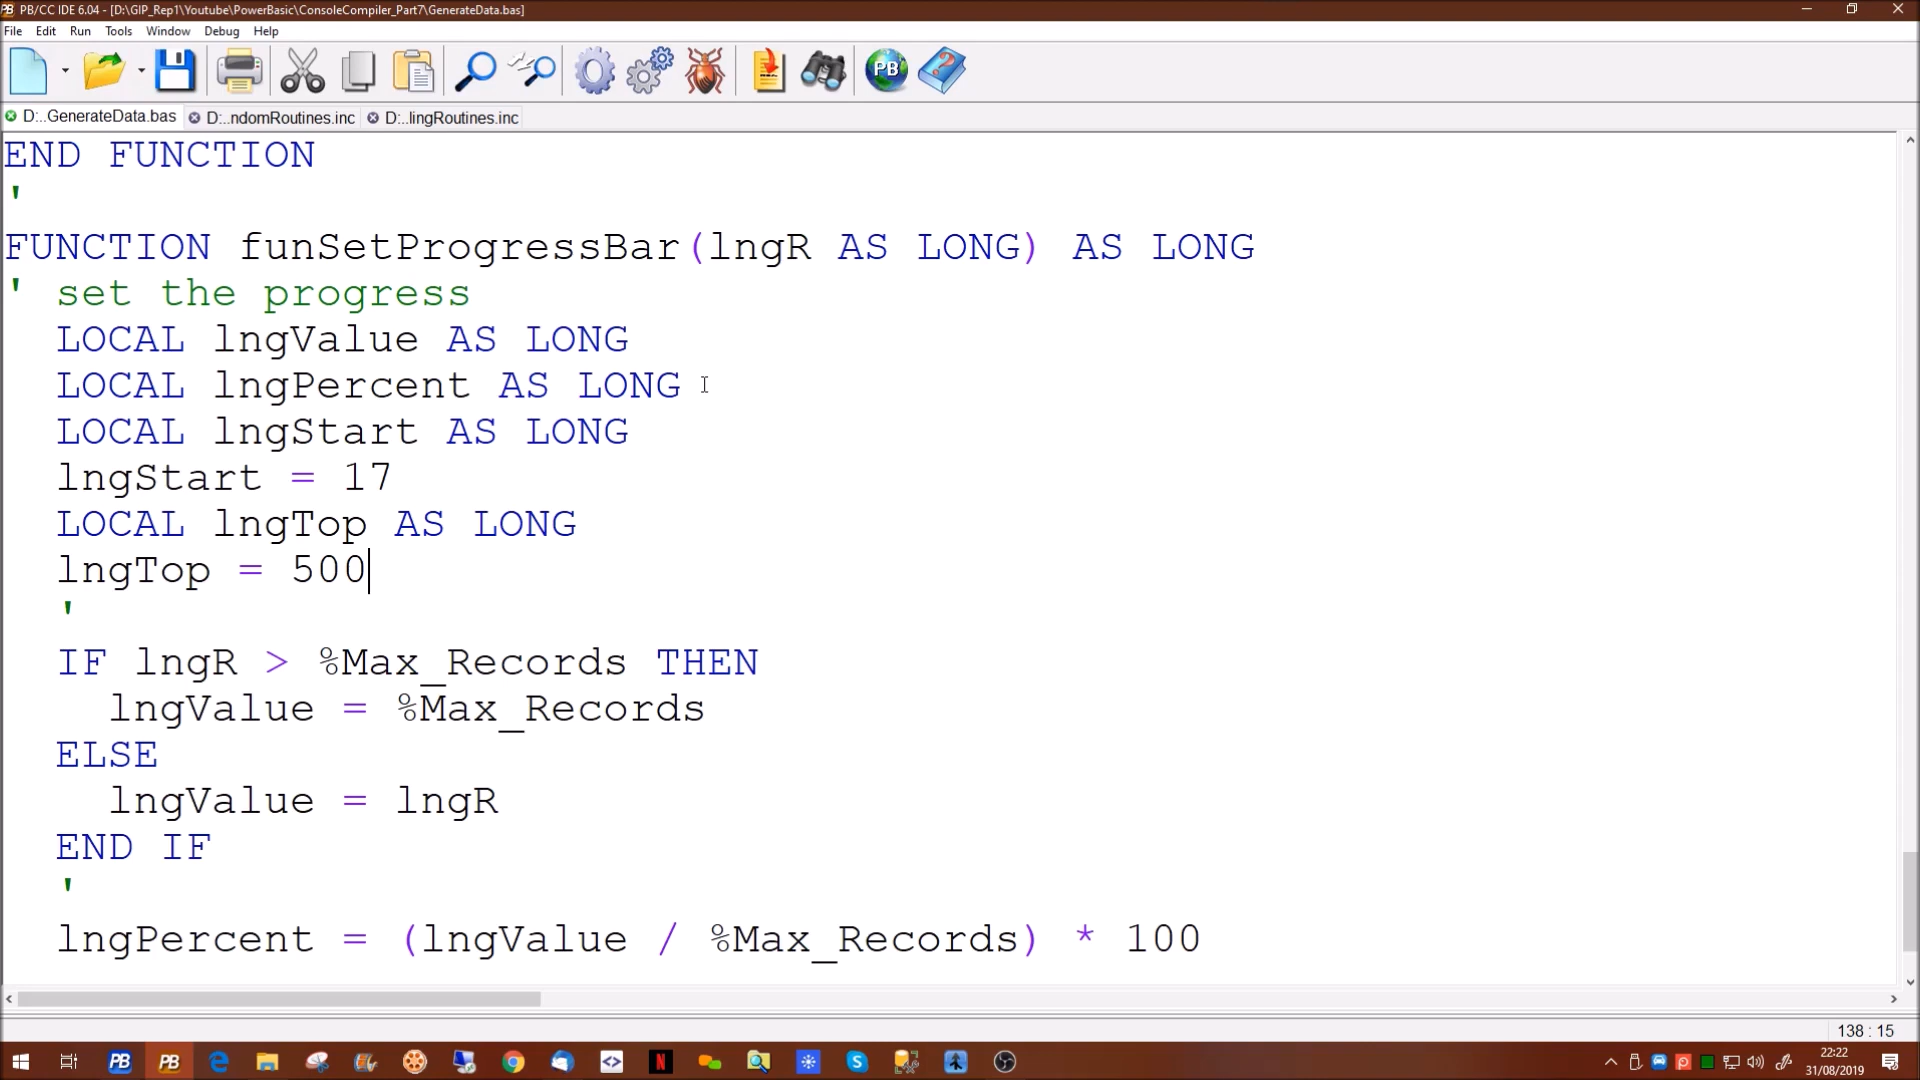 PB/CC IDE 6.04 - [D:\GIP_Rep1\Youtube\PowerBasic\ConsoleCompiler_Part7\GenerateData.bas]
File Edit Run Tools Window Debug Help
PB
D:..GenerateData.bas D:..ndomRoutines.inc D:..lingRoutines.inc
END FUNCTION
'
FUNCTION funSetProgressBar(lngR AS LONG) AS LONG
' set the progress
LOCAL lngValue AS LONG
LOCAL lngPercent AS LONG
LOCAL lngStart AS LONG
lngStart = 17
LOCAL lngTop AS LONG
lngTop = 500
'
IF lngR > %Max_Records THEN
lngValue = %Max_Records
ELSE
lngValue = lngR
END IF
'
lngPercent = (lngValue / %Max_Records) * 100
138 : 15
PB PB N S
22:22
31/08/2019